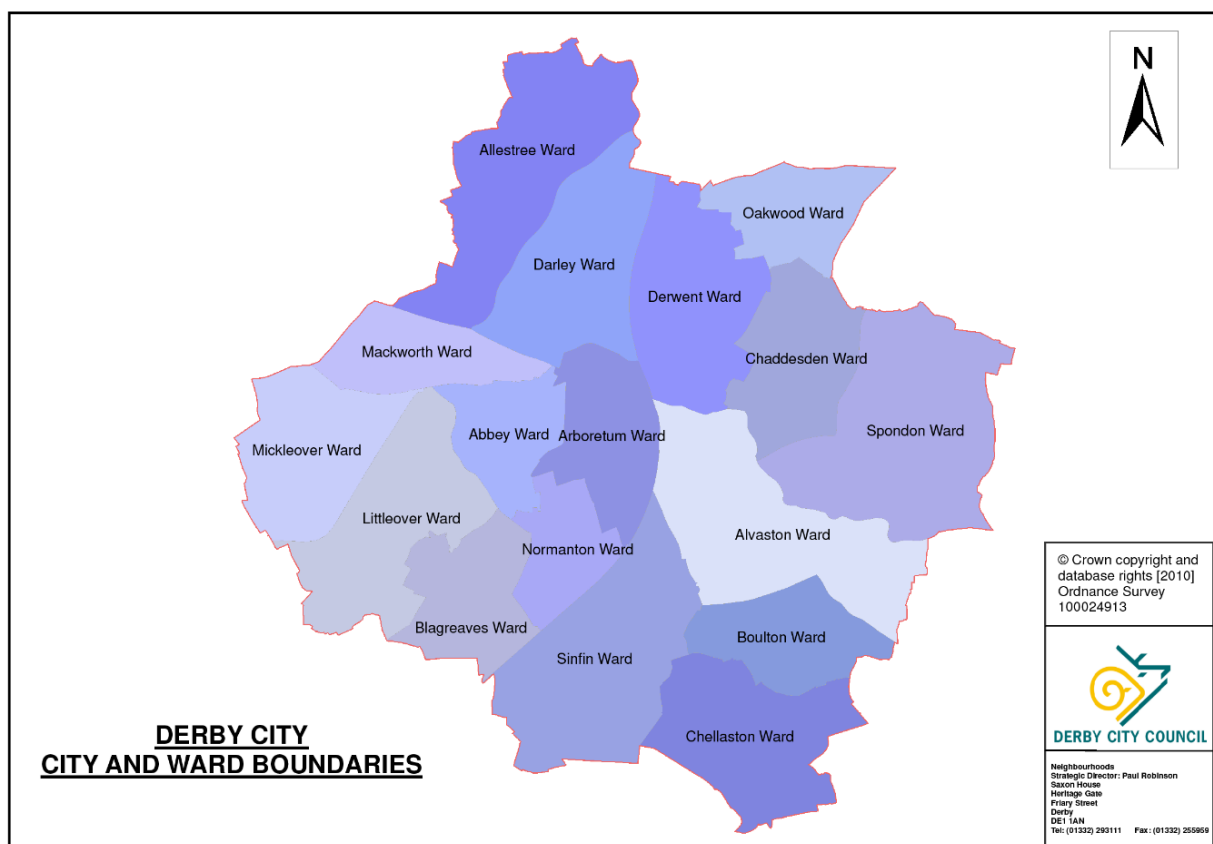 N
Allestree Ward
Oakwood Ward
Darley Ward
Derwent Ward
Mackworth Ward
Chaddesden Ward
Spondon Ward
Abbey Ward
Arboretum Ward
Mickleover Ward
Littleover Ward
Alvaston Ward
Normanton Ward
Blagreaves Ward
Boulton Ward
Sinfin Ward
Chellaston Ward
DERBY CITY
CITY AND WARD BOUNDARIES
© Crown copyright and
database rights [2010]
Ordnance Survey
100024913
DERBY CITY COUNCIL
Neighbourhoods
Strategic Director: Paul Robinson
Saxon House
Heritage Gate
Friary Street
Derby
DE1 1AN
Tel: (01332) 293111 Fax: (01332) 255959